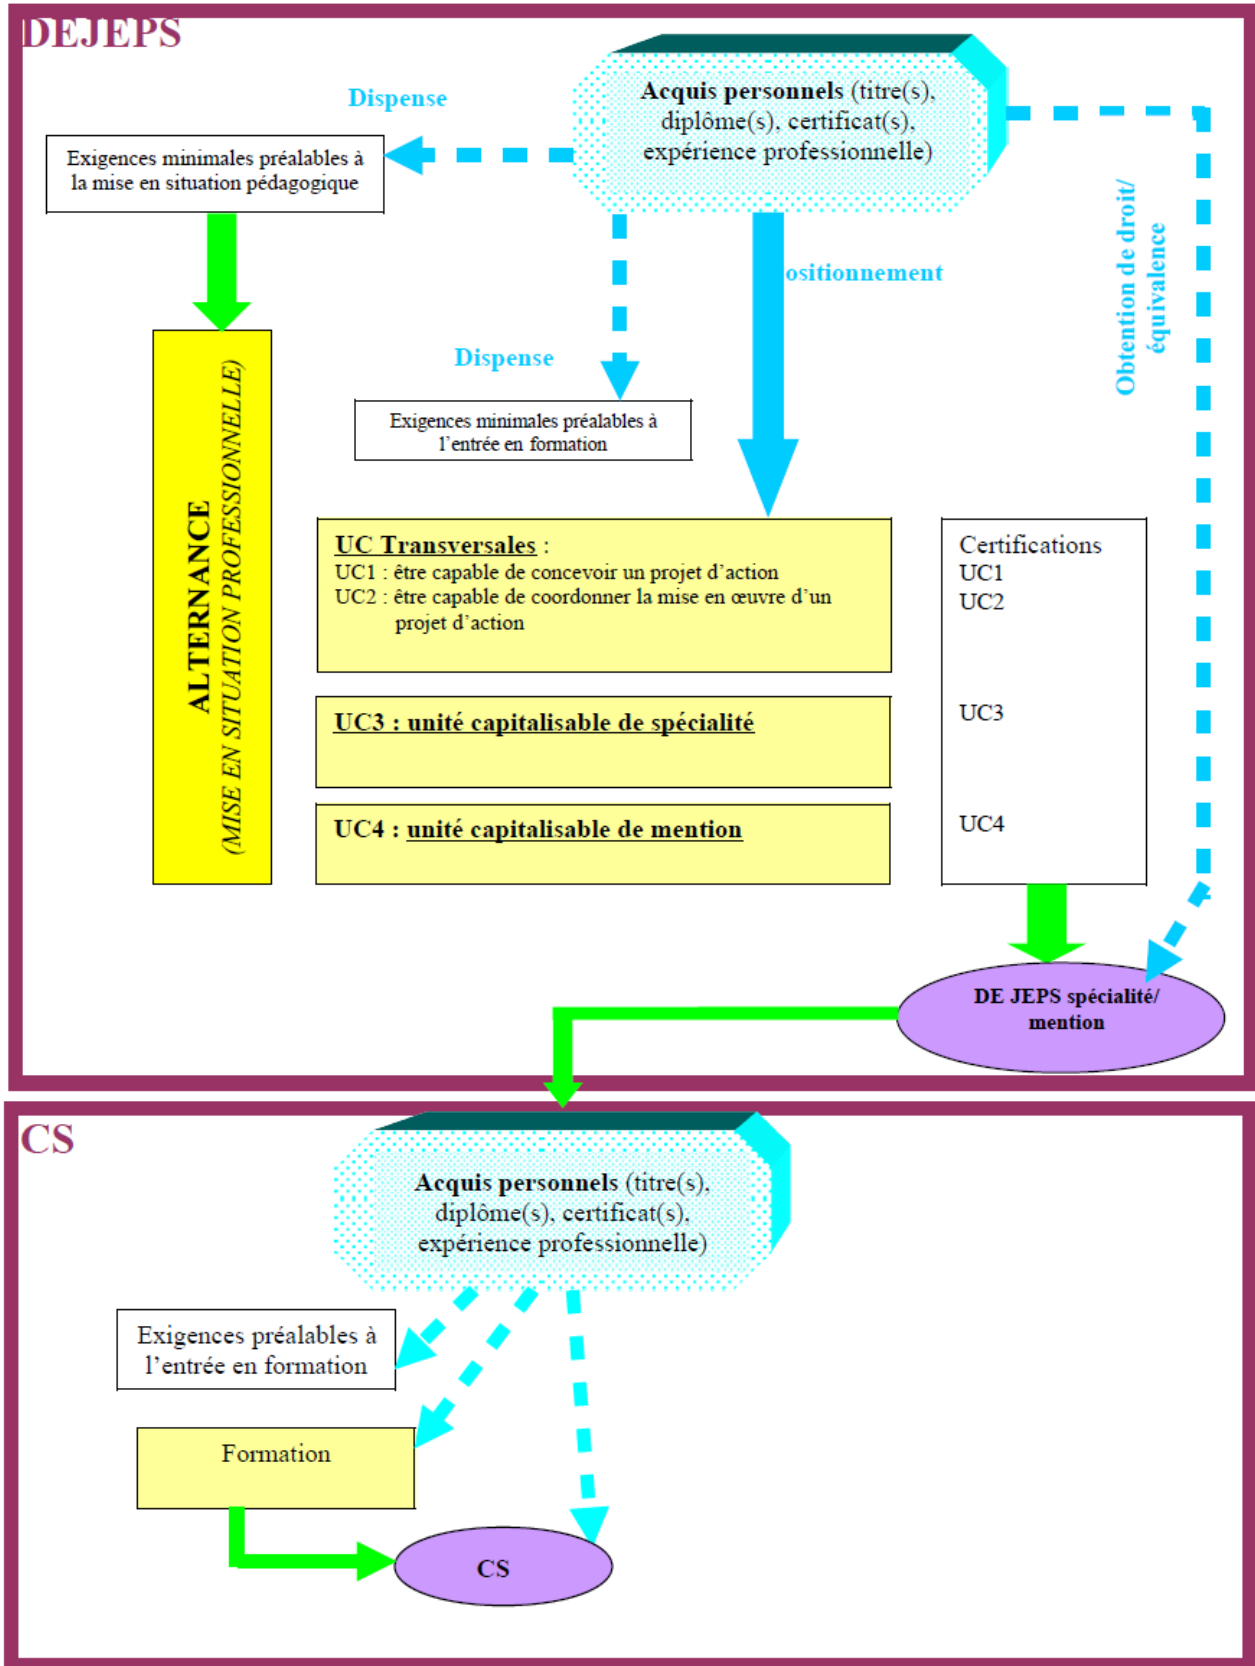 DEJEPS
Acquis personnels (titre(s),
diplôme(s), certificat(s),
expérience professionnelle)
Dispense
Exigences minimales préalables à
la mise en situation pédagogique
ositionnement
Obtention de droit/
équivalence
Dispense
Exigences minimales préalables à
l'entrée en formation
ALTERNANCE
(MISE EN SITUATION PROFESSIONNELLE)
UC Transversales :
UC1 : être capable de concevoir un projet d'action
UC2 : être capable de coordonner la mise en œuvre d'un
projet d'action
UC3 : unité capitalisable de spécialité
UC4 : unité capitalisable de mention
Certifications
UC1
UC2
UC3
UC4
DE JEPS spécialité/
mention
CS
Acquis personnels (titre(s),
diplôme(s), certificat(s),
expérience professionnelle)
Exigences préalables à
l'entrée en formation
Formation
CS